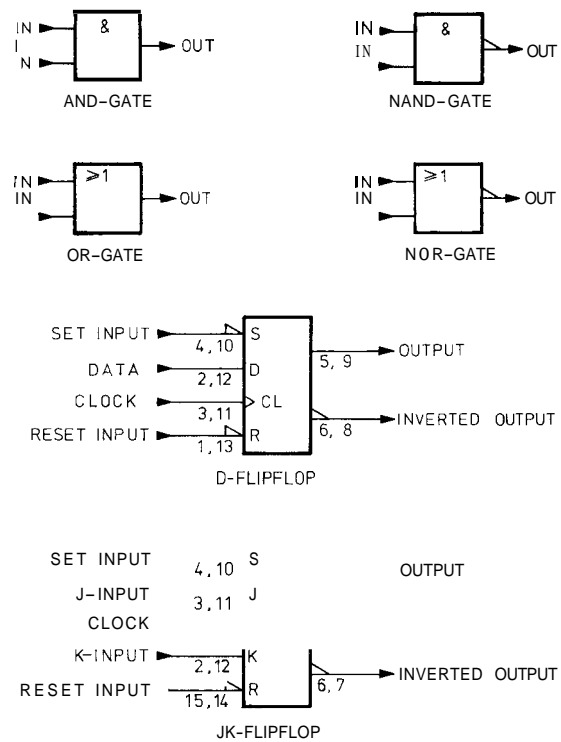 IN & OUT IN & OUT
I IN
N
AND-GATE NAND-GATE
IN ≥1 OUT IN ≥1 OUT
IN IN
OR-GATE NOR-GATE
SET INPUT 4,10 S
5, 9 OUTPUT
DATA 2,12 D
CLOCK 3,11 CL
6, 8 INVERTED OUTPUT
RESET INPUT 1,13 R
D-FLIPFLOP
SET INPUT 4,10 S OUTPUT
J-INPUT 3,11 J
CLOCK
K-INPUT 2,12 K
6,7 INVERTED OUTPUT
RESET INPUT 15,14 R
JK-FLIPFLOP